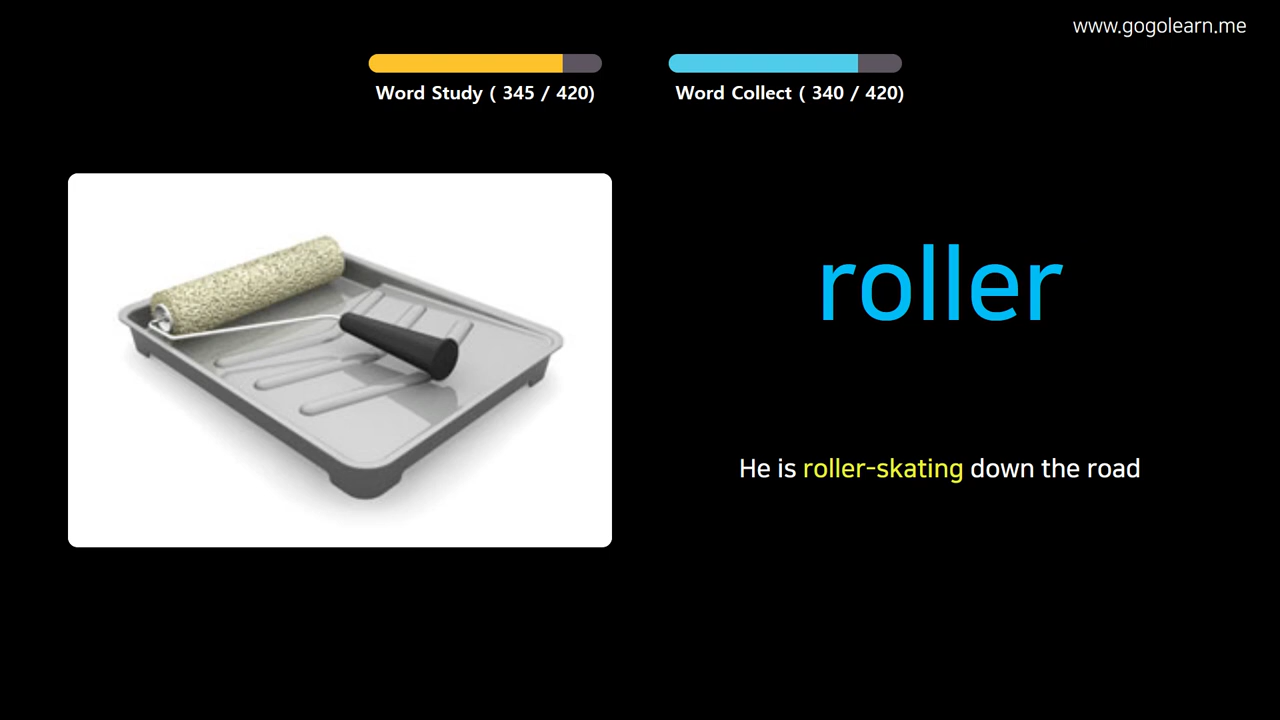 www.gogolearn.me
Word Study ( 345 / 420)
Word Collect ( 340 / 420)
roller
He is roller-skating down the road